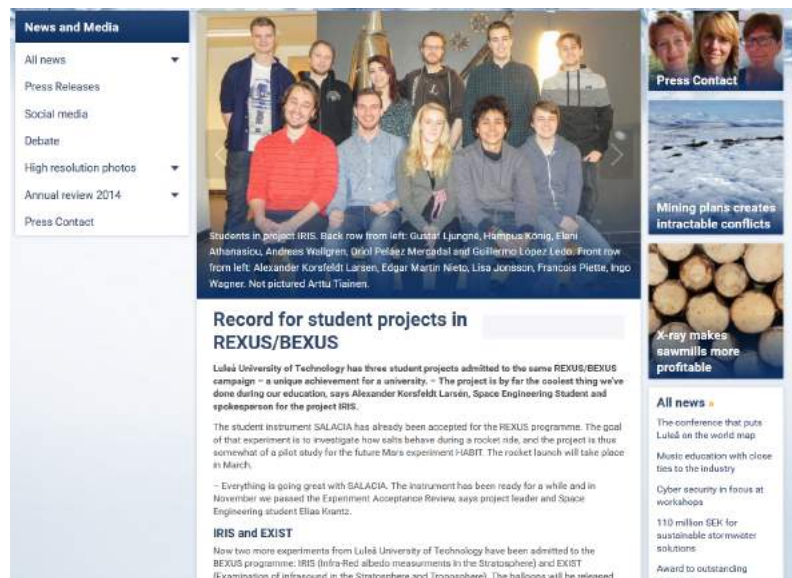 News and Media
All news
Press Releases
Social media
Debate
High resolution photos
Annual review 2014
Press Contact
Students in project IRIS. Back row from left: Gustaf Ljungné, Hampus König, Eleni
Athanasiou, Andreas Wallgren, Oriol Peláez Mercadal and Guillermo López Ledo. Front row
from left: Alexander Korsfeldt Larsen, Edgar Martin Nieto, Lisa Jonsson, Francois Piette, Ingo
Wagner. Not pictured Arttu Tiainen.
Record for student projects in
REXUS/BEXUS
Luleå University of Technology has three student projects admitted to the same REXUS/BEXUS
campaign – a unique achievement for a university. – The project is by far the coolest thing we've
done during our education, says Alexander Korsfeldt Larsén, Space Engineering Student and
spokesperson for the project IRIS.
The student instrument SALACIA has already been accepted for the REXUS programme. The goal
of that experiment is to investigate how salts behave during a rocket ride, and the project is thus
somewhat of a pilot study for the future Mars experiment HABIT. The rocket launch will take place
in March.
– Everything is going great with SALACIA. The instrument has been ready for a while and in
November we passed the Experiment Acceptance Review, says project leader and Space
Engineering student Elias Krantz.
IRIS and EXIST
Now two more experiments from Luleå University of Technology have been admitted to the
BEXUS programme: IRIS (Infra-Red albedo measurments in the Stratosphere) and EXIST
(Examination of infrasound in the Stratosphere and Troposphere). The balloons will be released
Press Contact
Mining plans creates
intractable conflicts
X-ray makes
sawmills more
profitable
All news »
The conference that puts
Luleå on the world map
Music education with close
ties to the industry
Cyber security in focus at
workshops
110 million SEK for
sustainable stormwater
solutions
Award to outstanding